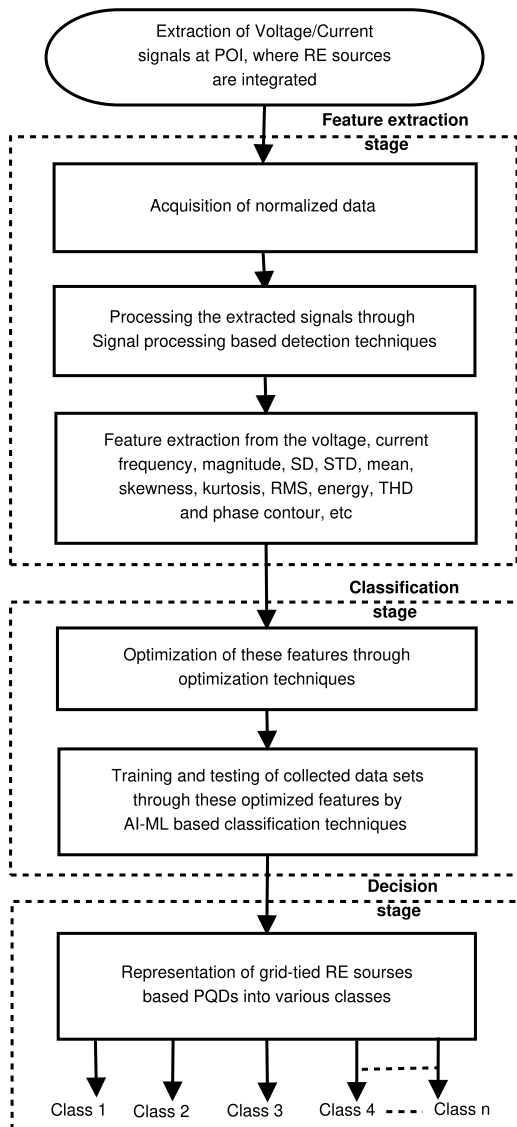 Extraction of Voltage/Current
signals at POI, where RE sources
are integrated
Feature extraction
stage
Acquisition of normalized data
Processing the extracted signals through
Signal processing based detection techniques
Feature extraction from the voltage, current
frequency, magnitude, SD, STD, mean,
skewness, kurtosis, RMS, energy, THD
and phase contour, etc
Classification
stage
Optimization of these features through
optimization techniques
Training and testing of collected data sets
through these optimized features by
AI-ML based classification techniques
Decision
stage
Representation of grid-tied RE sourses
based PQDs into various classes
Class 1 Class 2 Class 3 Class 4 Class n